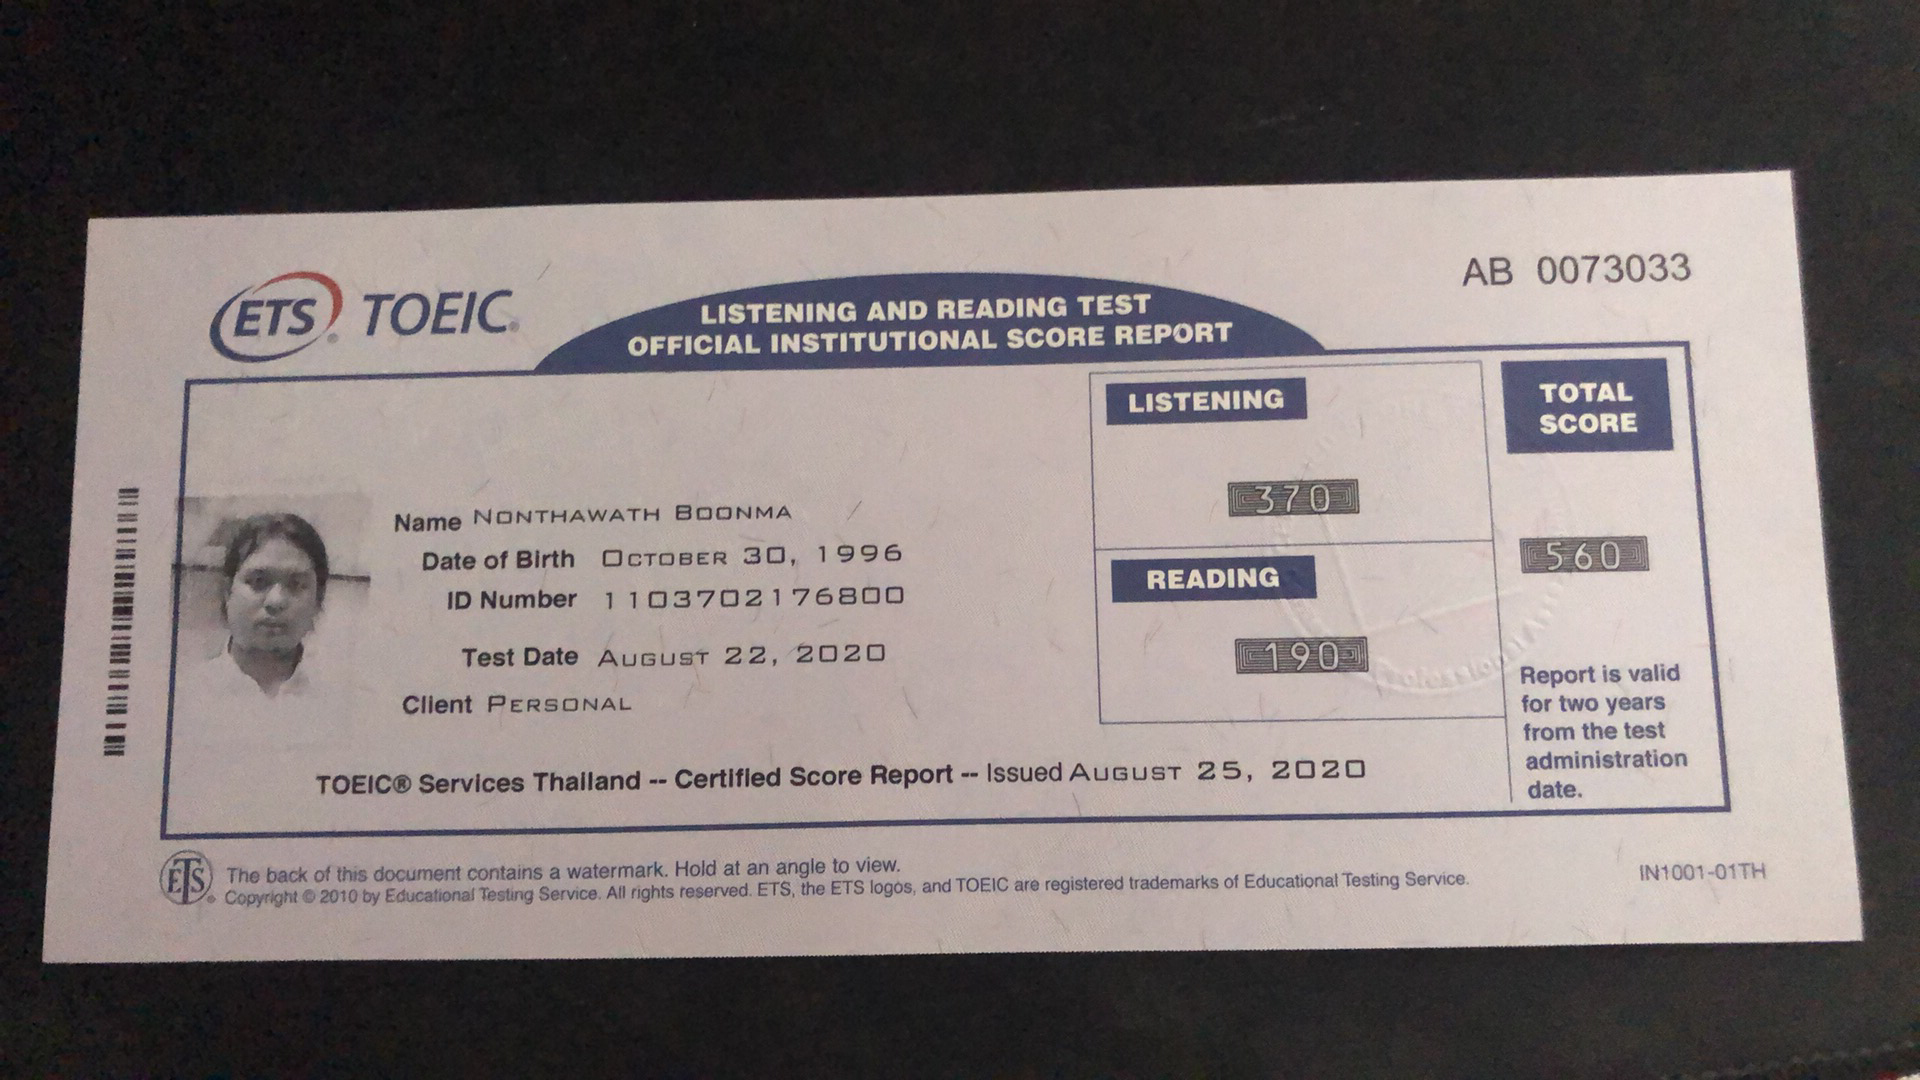 ETS® TOEIC®
LISTENING AND READING TEST
OFFICIAL INSTITUTIONAL SCORE REPORT
AB 0073033
LISTENING
370
READING
190
TOTAL
SCORE
560
Name NONTHAWATH BOONMA
Date of Birth OCTOBER 30, 1996
ID Number 1103702176800
Test Date AUGUST 22, 2020
Client PERSONAL
Report is valid
for two years
from the test
administration
date.
TOEIC® Services Thailand -- Certified Score Report -- Issued AUGUST 25, 2020
ETS®
The back of this document contains a watermark. Hold at an angle to view.
Copyright © 2010 by Educational Testing Service. All rights reserved. ETS, the ETS logos, and TOEIC are registered trademarks of Educational Testing Service.
IN1001-01TH